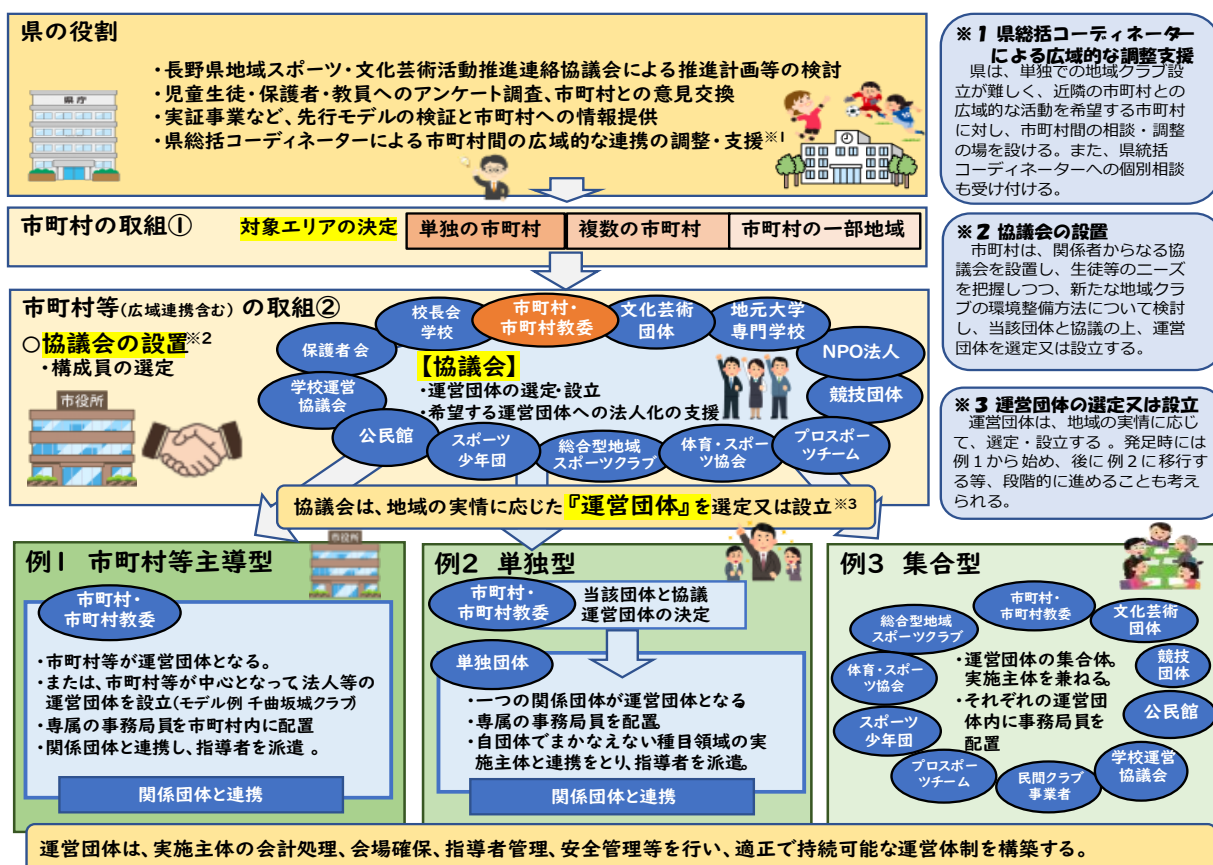 県の役割
・長野県地域スポーツ・文化芸術活動推進連絡協議会による推進計画等の検討
・児童生徒・保護者・教員へのアンケート調査、市町村との意見交換
・実証事業など、先行モデルの検証と市町村への情報提供
・県総括コーディネーターによる市町村間の広域的な連携の調整・支援※1
県庁
※1 県総括コーディネーター
による広域的な調整支援
県は、単独での地域クラブ設
立が難しく、近隣の市町村との
広域的な活動を希望する市町村
に対し、市町村間の相談・調整
の場を設ける。また、県統括
コーディネーターへの個別相談
も受け付ける。
市町村の取組①
対象エリアの決定
単独の市町村
複数の市町村
市町村の一部地域
※2 協議会の設置
市町村は、関係者からなる協
議会を設置し、生徒等のニーズ
を把握しつつ、新たな地域クラ
ブの環境整備方法について検討
し、当該団体と協議の上、運営
団体を選定又は設立する。
市町村等(広域連携含む)の取組②
○協議会の設置※2
・構成員の選定
市役所
校長会
学校
市町村・
市町村教委
文化芸術
団体
地元大学
専門学校
保護者会
NPO法人
学校運営
協議会
競技団体
公民館
スポーツ
少年団
総合型地域
スポーツクラブ
体育・スポー
ツ協会
プロスポー
ツチーム
【協議会】
・運営団体の選定・設立
・希望する運営団体への法人化の支援
※3 運営団体の選定又は設立
運営団体は、地域の実情に応じ
て、選定・設立する 。発足時には
例1から始め、後に例2に移行す
る等、段階的に進めることも考え
られる。
協議会は、地域の実情に応じた『運営団体』を選定又は設立※3
例1 市町村等主導型
市役所
市町村・
市町村教委
・市町村等が運営団体となる。
・または、市町村等が中心となって法人等の
運営団体を設立(モデル例 千曲坂城クラブ)
・専属の事務局員を市町村内に配置
・関係団体と連携し、指導者を派遣 。
関係団体と連携
例2 単独型
市町村・
市町村教委
当該団体と協議
運営団体の決定
単独団体
・一つの関係団体が運営団体となる
・専属の事務局員を配置。
・自団体でまかなえない種目領域の実
施主体と連携をとり、指導者を派遣。
関係団体と連携
例3 集合型
市町村・
市町村教委
総合型地域
スポーツクラブ
文化芸術
団体
体育・スポー
ツ協会
競技
団体
スポーツ
少年団
公民館
プロスポー
ツチーム
民間クラブ
事業者
学校運営
協議会
・運営団体の集合体。
実施主体を兼ねる。
・それぞれの運営団
体内に事務局員を
配置
運営団体は、実施主体の会計処理、会場確保、指導者管理、安全管理等を行い、適正で持続可能な運営体制を構築する。